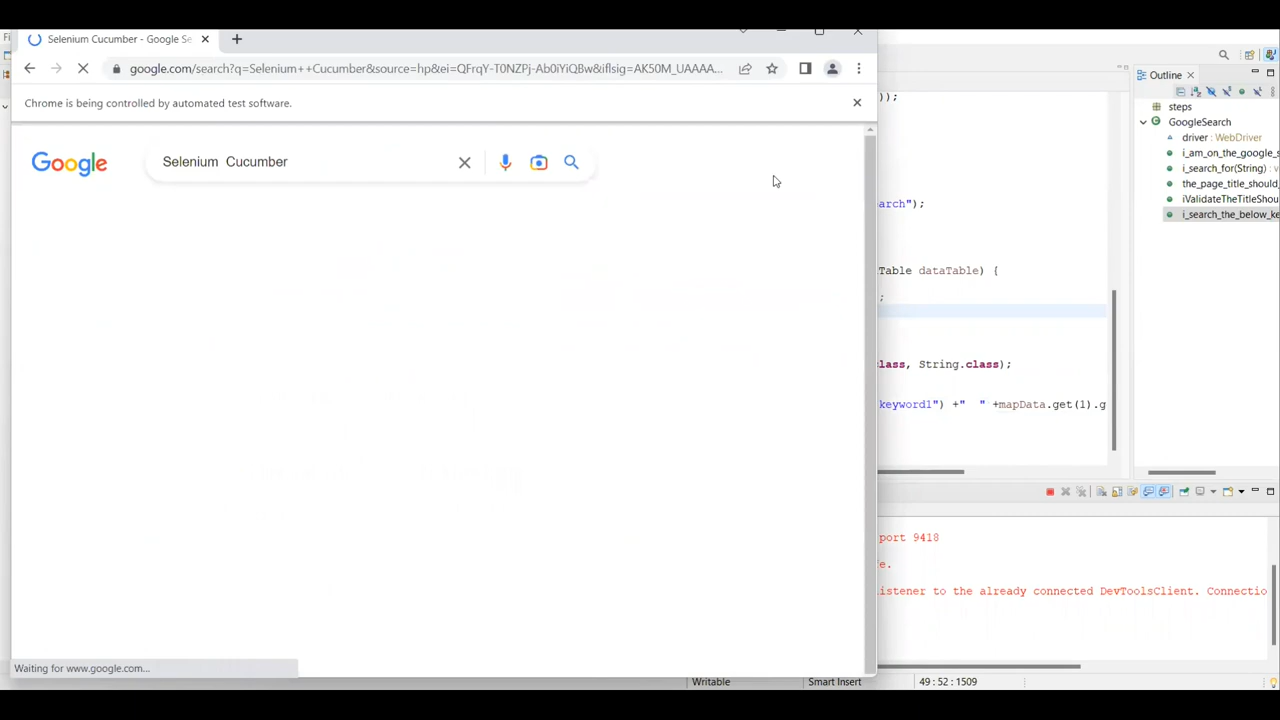 Selenium Cucumber - Google Se
google.com/search?q=Selenium++Cucumber&source=hp&ei=QFrqY-T0NZPj-Ab0iYiQBw&iflsig=AK50M_UAAAA...
Chrome is being controlled by automated test software.
Google
Selenium  Cucumber
Waiting for www.google.com...
));
arch");
Table dataTable) {
;
class, String.class);
keyword1") +"  " +mapData.get(1).g
Outline
steps
GoogleSearch
driver : WebDriver
i_am_on_the_google_s
i_search_for(String) : v
the_page_title_should_
iValidateTheTitleShou
i_search_the_below_ke
port 9418
e.
istener to the already connected DevToolsClient. Connectio
Writable
Smart Insert
49 : 52 : 1509